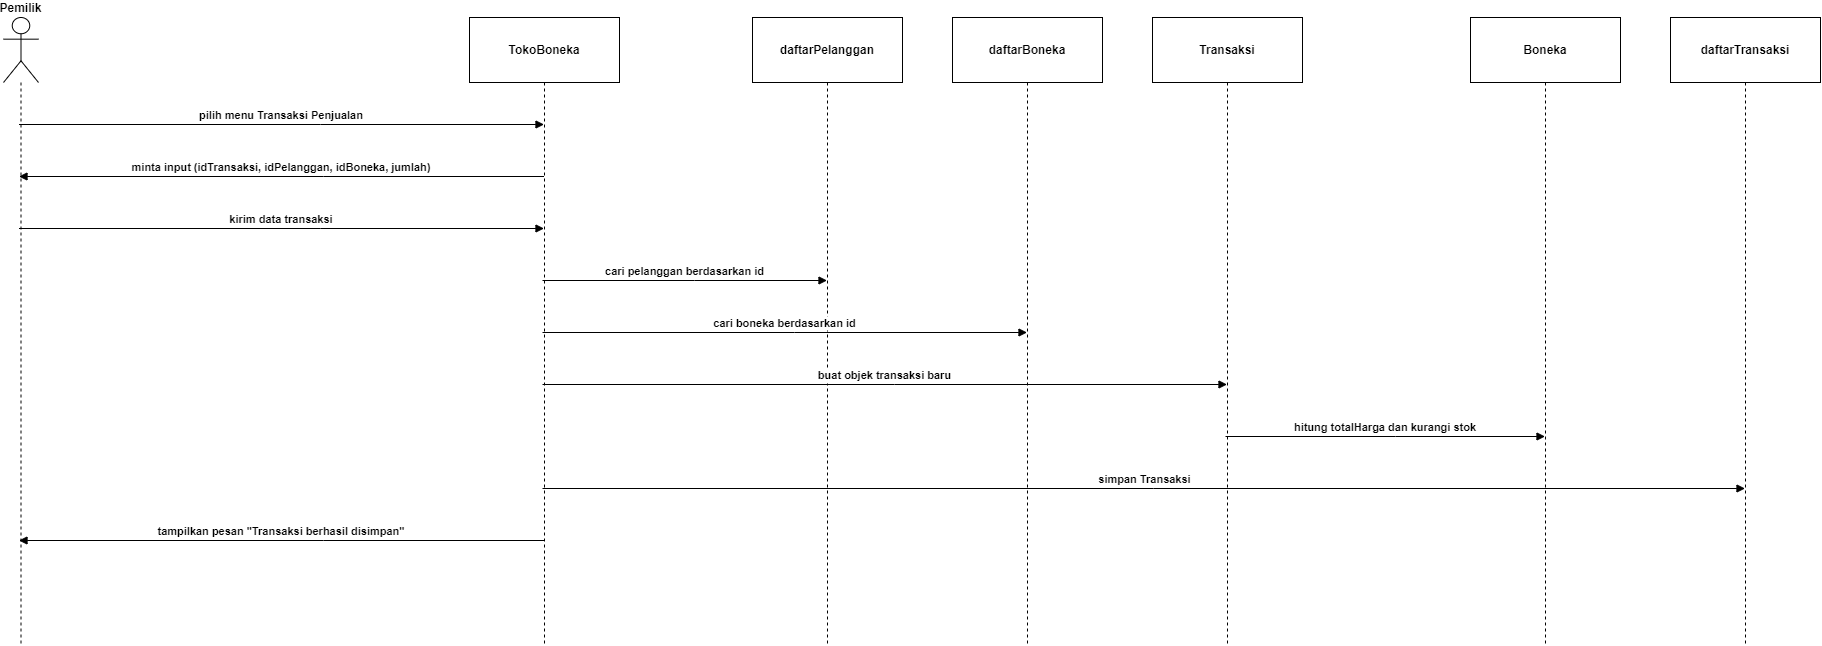 Pemilik
TokoBoneka
daftarPelanggan
daftarBoneka
Transaksi
Boneka
daftarTransaksi
pilih menu Transaksi Penjualan
minta input (idTransaksi, idPelanggan, idBoneka, jumlah)
kirim data transaksi
cari pelanggan berdasarkan id
cari boneka berdasarkan id
buat objek transaksi baru
hitung totalHarga dan kurangi stok
simpan Transaksi
tampilkan pesan "Transaksi berhasil disimpan"